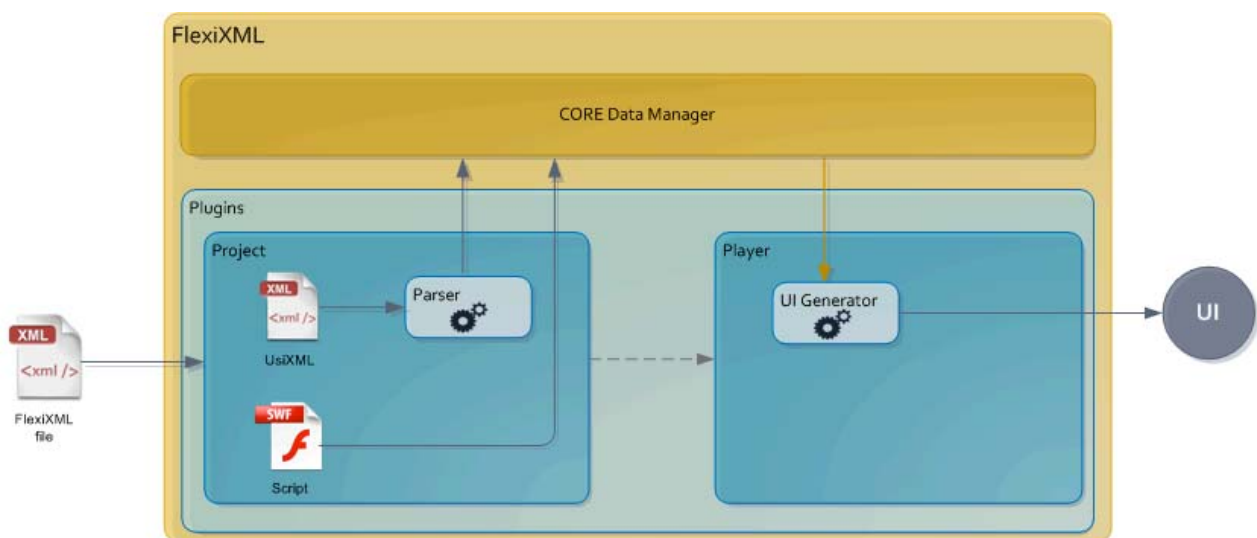 FlexiXML
CORE Data Manager
Plugins
Project
XML
<xml />
UsiXML
Parser
SWF
Script
Player
UI Generator
UI
XML
<xml />
FlexiXML
file